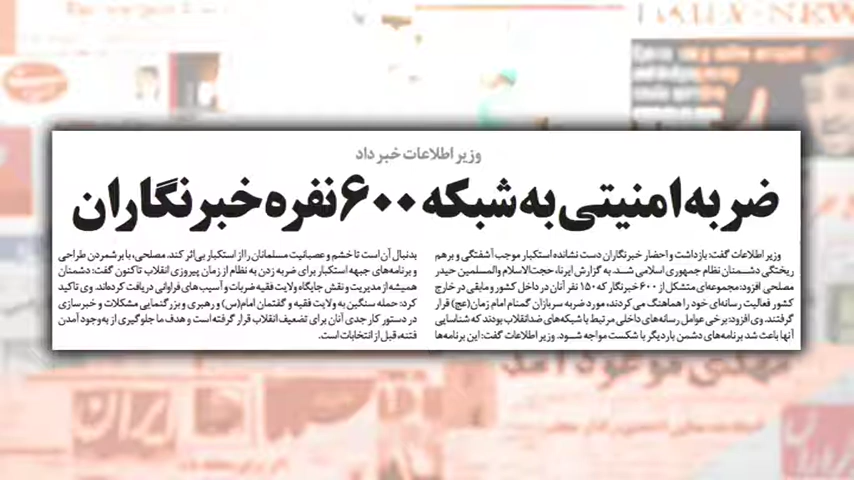 وزیر اطلاعات خبر داد
ضربه امنیتی به شبکه ۶۰۰ نفره خبرنگاران
وزیر اطلاعات گفت: بازداشت و احضار خبرنگاران دست نشانده استکبار موجب آشفتگی و برهم
ریختگی دشمنان نظام جمهوری اسلامی شد. به گزارش ایرنا، حجت‌الاسلام والمسلمین حیدر
مصلحی افزود: مجموعه‌ای متشکل از ۶۰۰ خبرنگار که ۱۵۰ نفر آنان در داخل کشور و مابقی در خارج
کشور فعالیت رسانه‌ای خود را هماهنگ می‌کردند، مورد ضربه سربازان گمنام امام زمان(عج) قرار
گرفتند. وی افزود: برخی عوامل رسانه‌های داخلی مرتبط با شبکه‌های ضدانقلاب بودند که شناسایی
آنها باعث شد برنامه‌های دشمن بار دیگر با شکست مواجه شود. وزیر اطلاعات گفت: این برنامه‌ها
بدنبال آن است تا خشم و عصبانیت مسلمانان را از استکبار بی‌اثر کند. مصلحی، با برشمردن طراحی
و برنامه‌های جبهه استکبار برای ضربه زدن به نظام از زمان پیروزی انقلاب تاکنون گفت: دشمنان
همیشه از مدیریت و نقش جایگاه ولایت فقیه ضربات و آسیب های فراوانی دریافت کرده‌اند. وی تاکید
کرد: حمله سنگین به ولایت فقیه و گفتمان امام(س) و رهبری و بزرگنمایی مشکلات و خبرسازی
در دستور کار جدی آنان برای تضعیف انقلاب قرار گرفته است و هدف ما جلوگیری از به‌وجود آمدن
فتنه، قبل از انتخابات است.